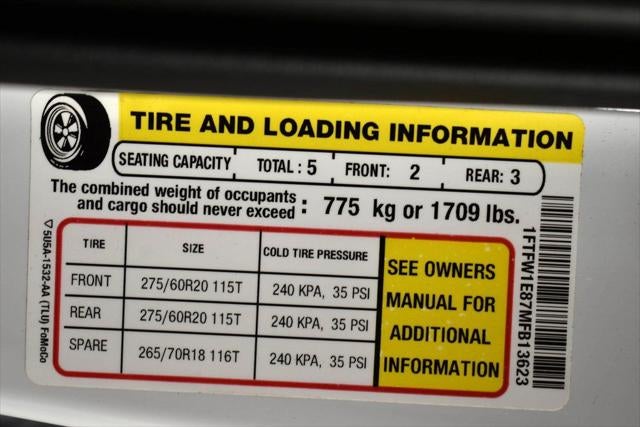 TIRE AND LOADING INFORMATION
SEATING CAPACITY TOTAL : 5 FRONT: 2 REAR: 3
The combined weight of occupants
and cargo should never exceed : 775 kg or 1709 lbs.
TIRE SIZE COLD TIRE PRESSURE
FRONT 275/60R20 115T 240 KPA, 35 PSI
REAR 275/60R20 115T 240 KPA, 35 PSI
SPARE 265/70R18 116T 240 KPA, 35 PSI
SEE OWNERS
MANUAL FOR
ADDITIONAL
INFORMATION
5U5A-1532-AA (TLU) FoMoCo
1FTFW1E87MFB13623